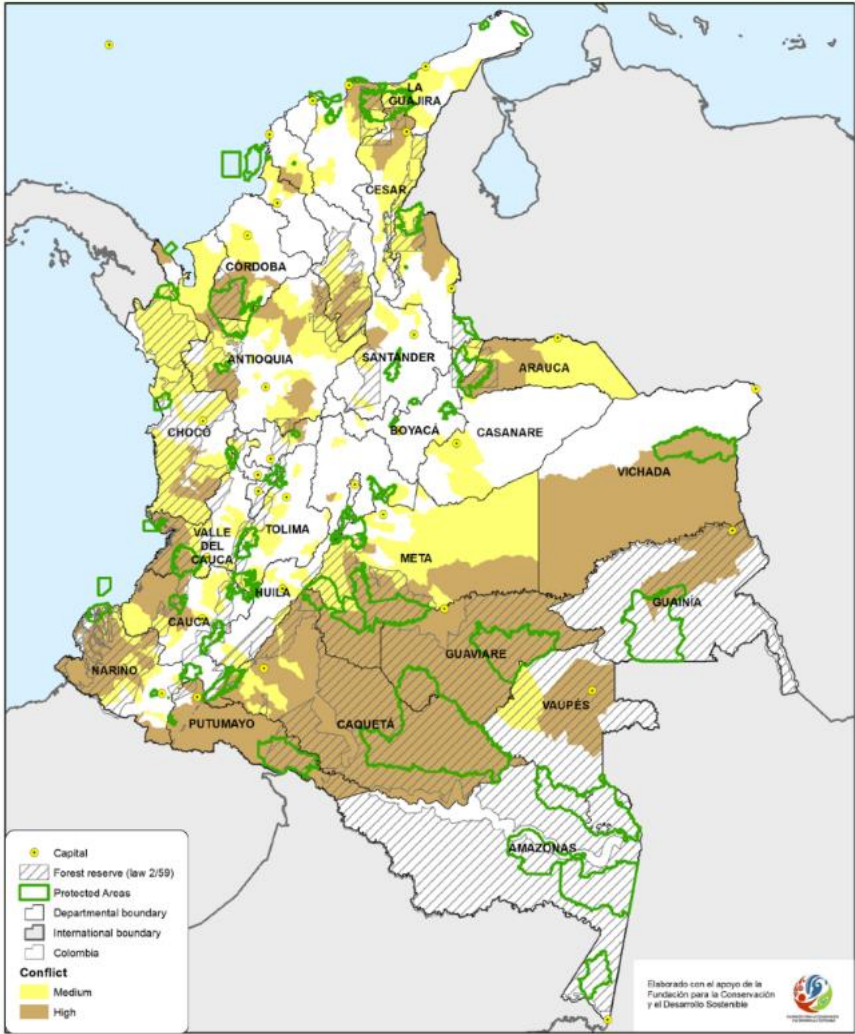 LA
GUAJIRA
CESAR
CÓRDOBA
ANTIOQUIA
SANTANDER
ARAUCA
CHOCÓ
BOYACÁ
CASANARE
VICHADA
VALLE
DEL
CAUCA
TOLIMA
META
HUILA
GUAINÍA
CAUCA
GUAVIARE
NARIÑO
VAUPÉS
PUTUMAYO
CAQUETÁ
AMAZONAS
Capital
Forest reserve (law 2/59)
Protected Areas
Departmental boundary
International boundary
Colombia
Conflict
Medium
High
Elaborado con el apoyo de la
Fundación para la Conservación
y el Desarrollo Sostenible